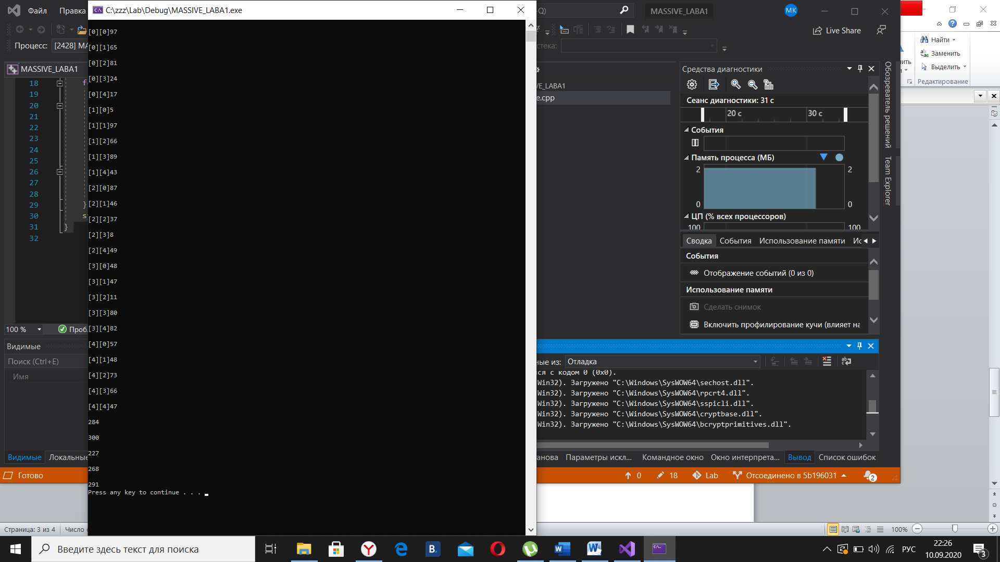 C:\zzz\Lab\Debug\MASSIVE_LABA1.exe
[0][0]97
[0][1]65
[0][2]81
[0][3]24
[0][4]17
[1][0]5
[1][1]97
[1][2]66
[1][3]89
[1][4]43
[2][0]87
[2][1]46
[2][2]37
[2][3]8
[2][4]49
[3][0]48
[3][1]47
[3][2]11
[3][3]80
[3][4]82
[4][0]57
[4][1]48
[4][2]73
[4][3]66
[4][4]47
284
300
227
268
291
Press any key to continue . . .
Файл Правка
Процесс: [2428] MA
MASSIVE_LABA1
18
19
20
21
22
23
24
25
26
27
28
29 }
30 s
31 }
32
100 %
Видимые
Поиск (Ctrl+E)
Имя
Видимые Локальные
Готово
-Q) MASSIVE_LABA1 MK
Live Share
стека:
VE_LABA1
e.cpp
Средства диагностики
Сеанс диагностики: 31 с
20 с 30 с
События
Память процесса (МБ)
2 2
0 0
ЦП (% всех процессоров)
100 100
Сводка События Использование памяти Ис
События
Отображение событий (0 из 0)
Использование памяти
Сделать снимок
Включить профилирование кучи (влияет на
Обозреватель решений
Team Explorer
ные из: Отладка
ся с кодом 0 (0x0).
Win32). Загружено "C:\Windows\SysWOW64\sechost.dll".
Win32). Загружено "C:\Windows\SysWOW64\rpcrt4.dll".
Win32). Загружено "C:\Windows\SysWOW64\sspicli.dll".
Win32). Загружено "C:\Windows\SysWOW64\cryptbase.dll".
Win32). Загружено "C:\Windows\SysWOW64\bcryptprimitives.dll".
анова Параметры искл... Командное окно Окно интерпрета... Вывод Список ошибок
0 18 Lab Отсоединено в 5b196031 2
Найти
Заменить
Выделить
Редактирование
Страница: 3 из 4 Число
100%
Введите здесь текст для поиска
РУС
22:26
10.09.2020
3